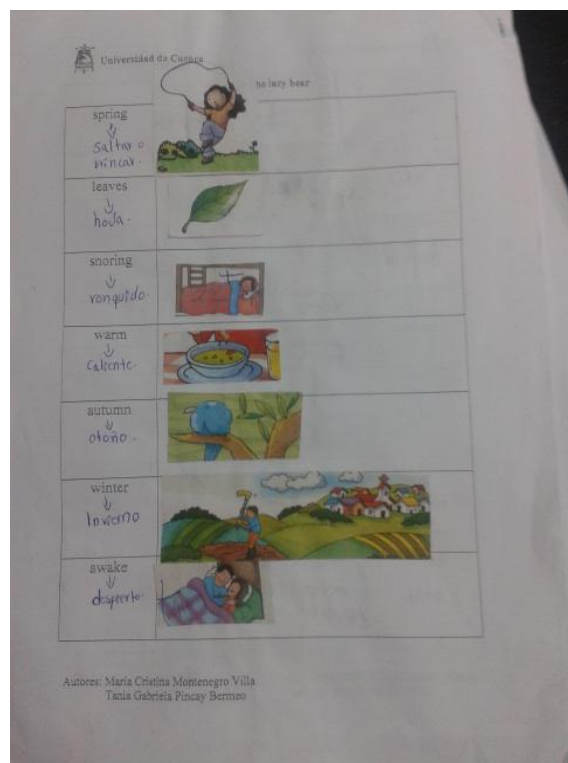 Universidad de Cuenca
lazy bear
spring
saltar o
brincar.
leaves
hoja.
snoring
ronquido.
warm
caliente.
autumn
otoño.
winter
Invierno
awake
despierto.
Autores: María Cristina Montenegro Villa
Tania Gabriela Pincay Bermeo